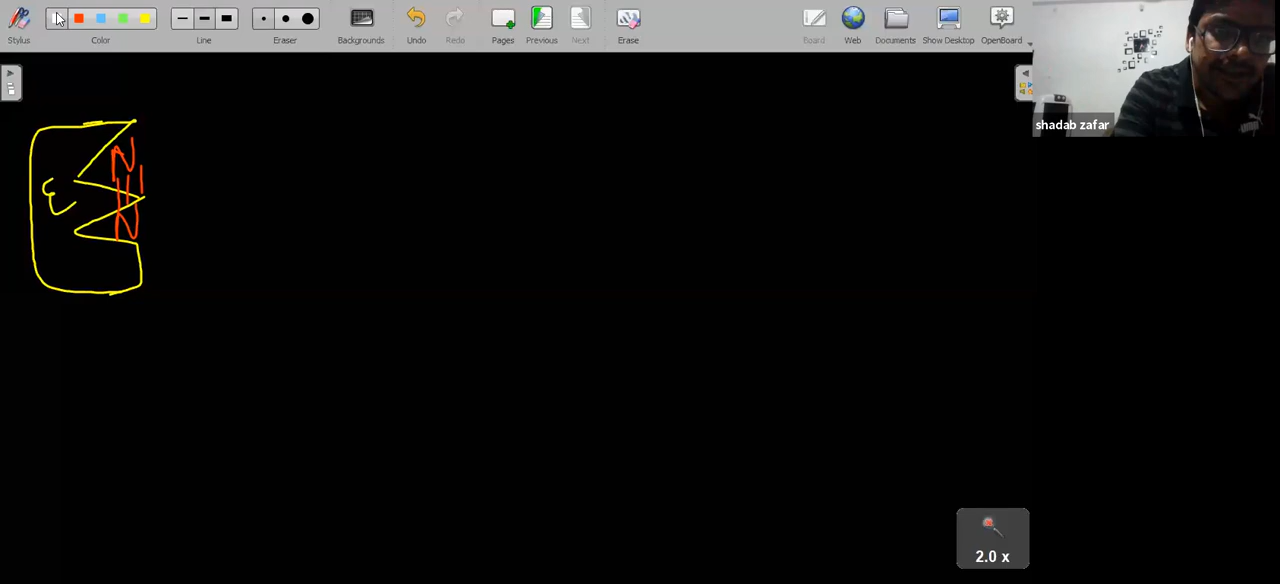 Stylus Color Line Eraser Backgrounds Undo Redo Pages Previous Next Erase Board Web Documents Show Desktop OpenBoard
shadab zafar
N
N
2.0 x